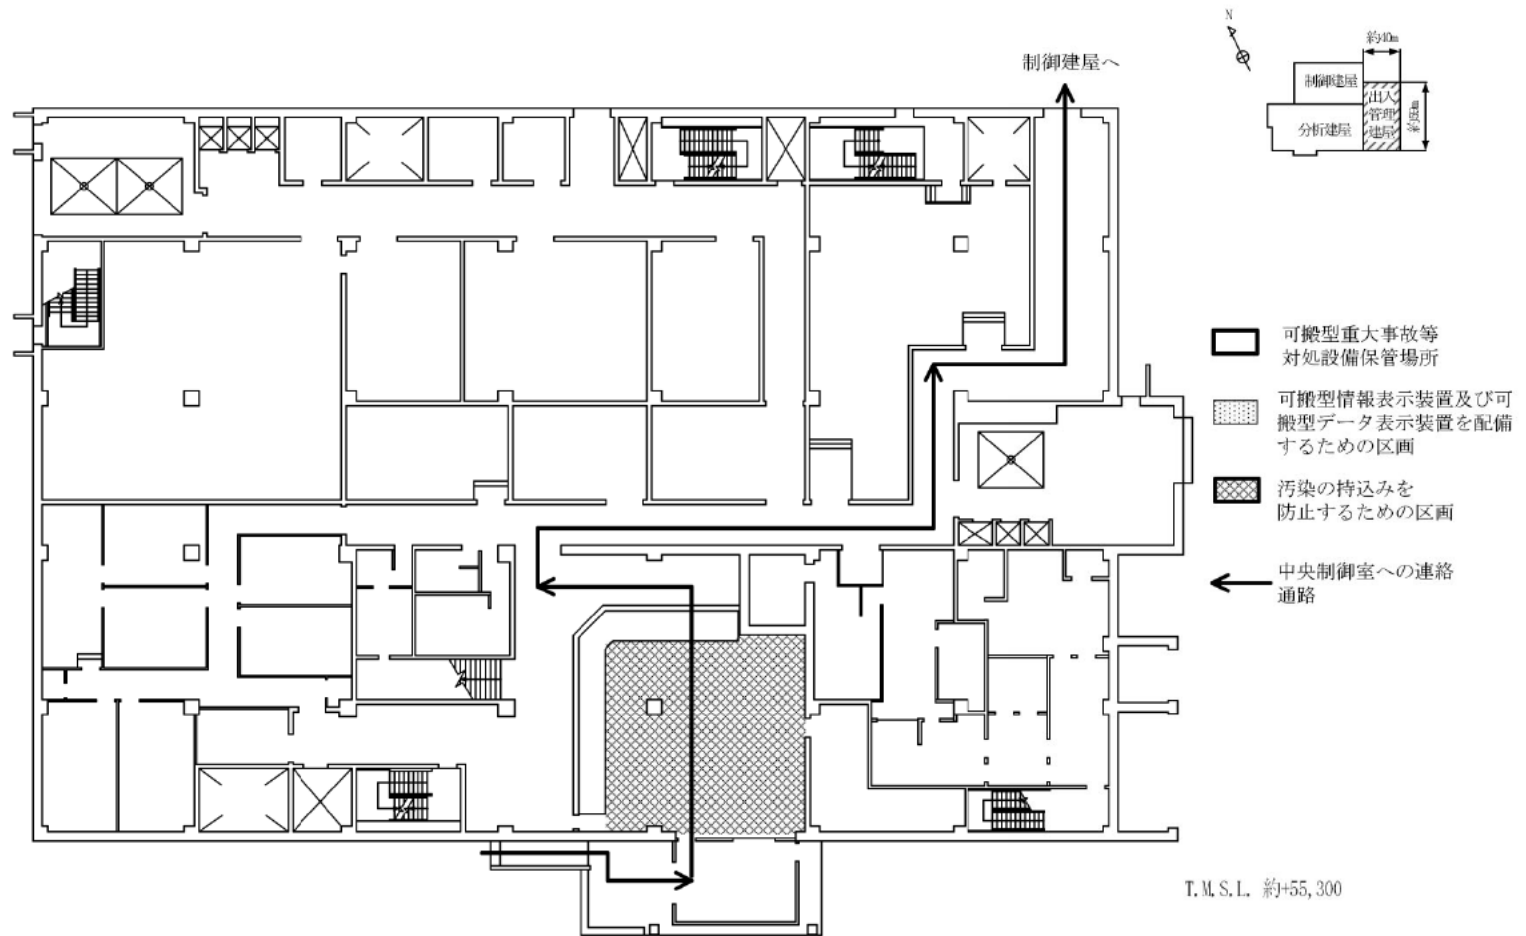 制御建屋へ
N
約40m
制御建屋
出入
管理
建屋
分析建屋
可搬型重大事故等
対処設備保管場所
可搬型情報表示装置及び可
搬型データ表示装置を配備
するための区画
汚染の持込みを
防止するための区画
中央制御室への連絡
通路
T.M.S.L. 約+55,300